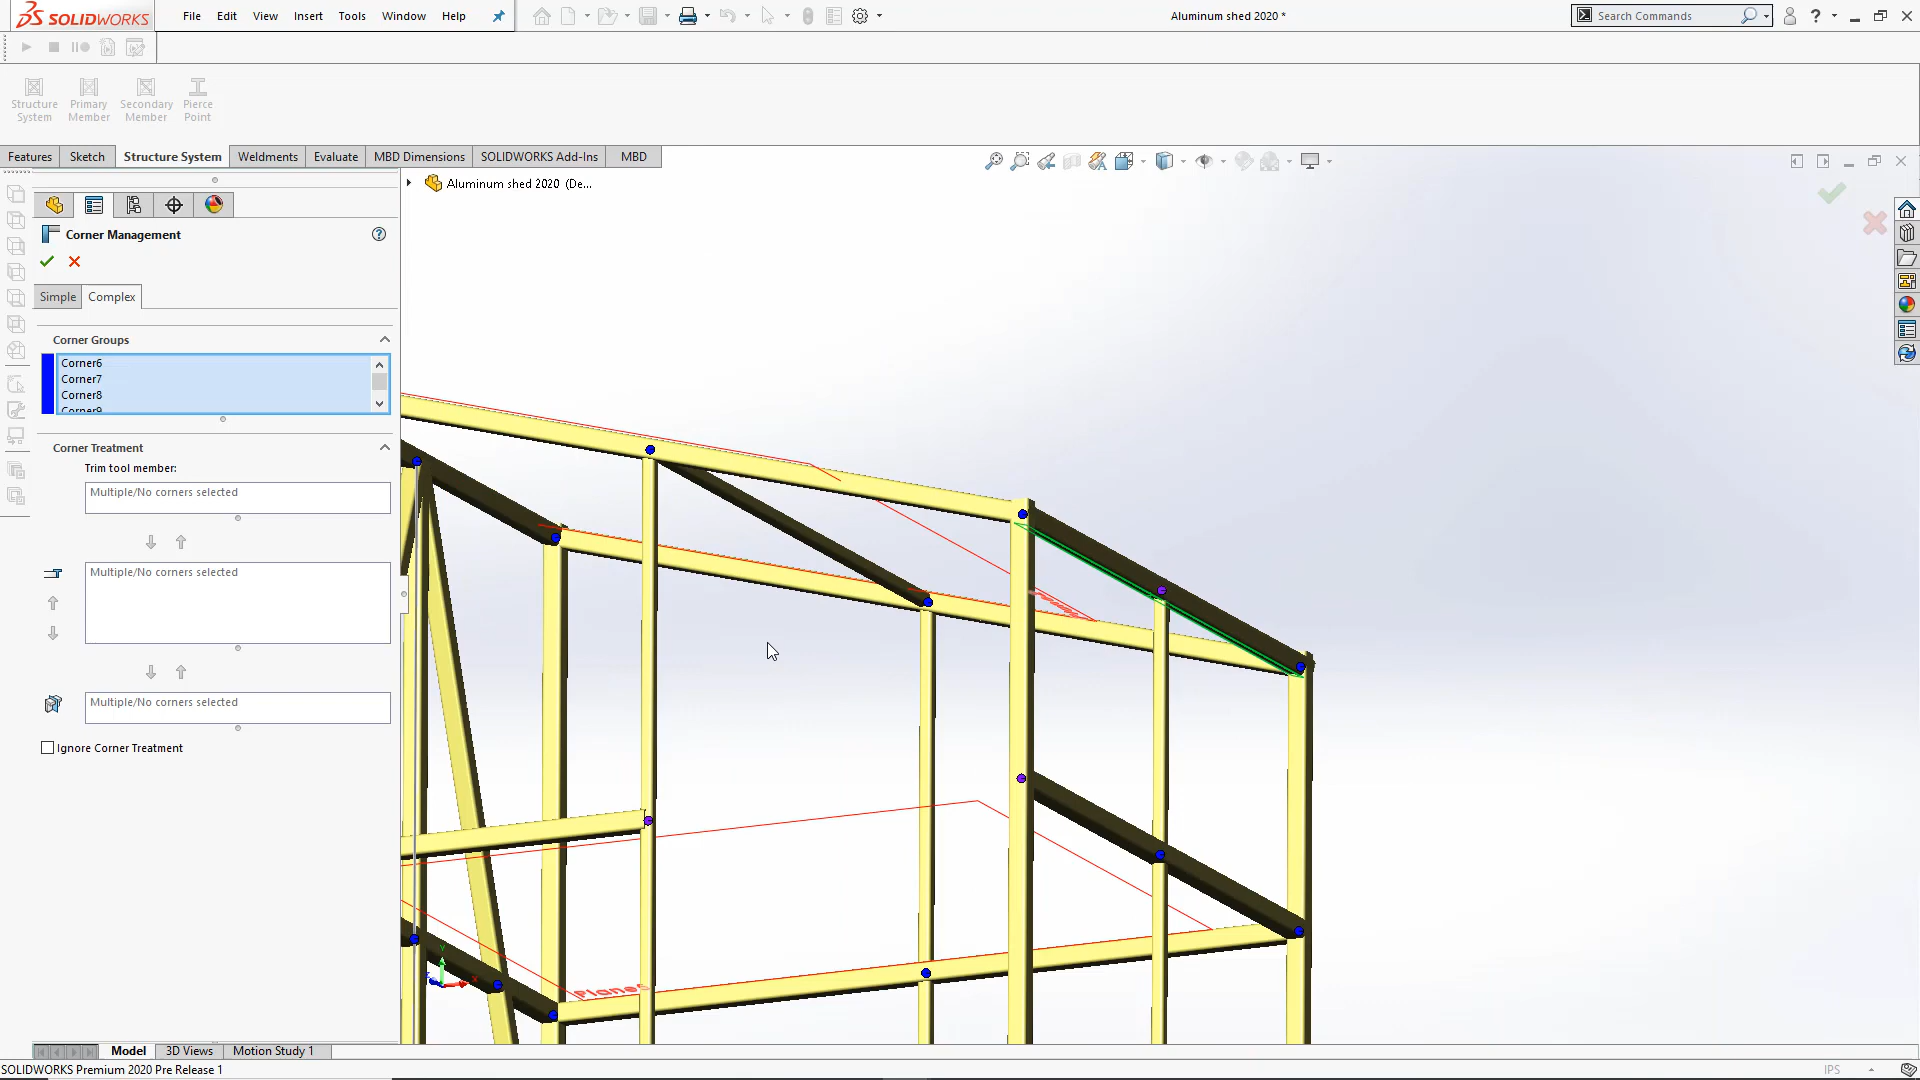 SOLIDWORKS
File Edit View Insert Tools Window Help
Aluminum shed 2020 *
Search Commands
Structure System
Primary Member
Secondary Member
Pierce Point
Features Sketch Structure System Weldments Evaluate MBD Dimensions SOLIDWORKS Add-Ins MBD
Aluminum shed 2020 (De...
Corner Management
Simple Complex
Corner Groups
Corner6
Corner7
Corner8
Corner9
Corner Treatment
Trim tool member:
Multiple/No corners selected
Multiple/No corners selected
Multiple/No corners selected
Ignore Corner Treatment
Model 3D Views Motion Study 1
SOLIDWORKS Premium 2020 Pre Release 1
IPS